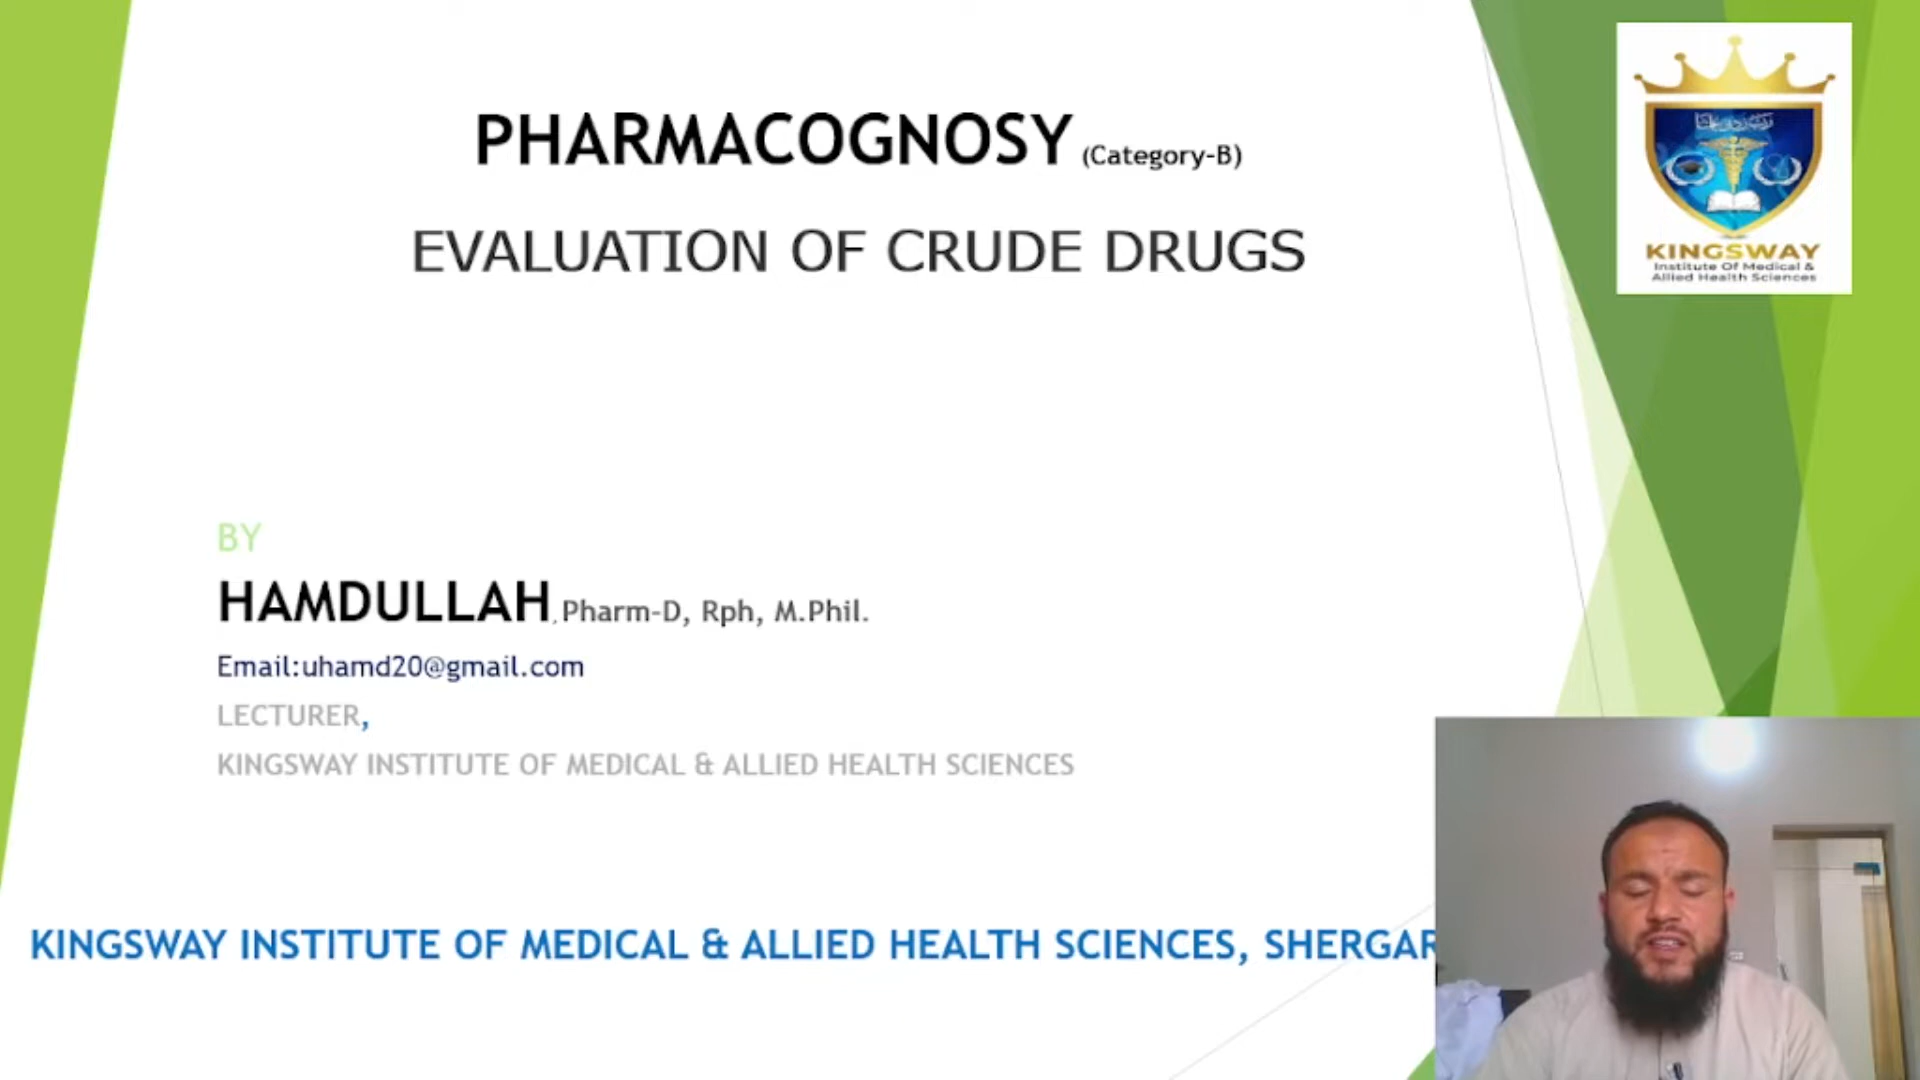 PHARMACOGNOSY (Category-B)
EVALUATION OF CRUDE DRUGS
KINGSWAY
Institute Of Medical &
Allied Health Sciences
BY
HAMDULLAH, Pharm-D, Rph, M.Phil.
Email:uhamd20@gmail.com
LECTURER,
KINGSWAY INSTITUTE OF MEDICAL & ALLIED HEALTH SCIENCES
KINGSWAY INSTITUTE OF MEDICAL & ALLIED HEALTH SCIENCES, SHERGAR